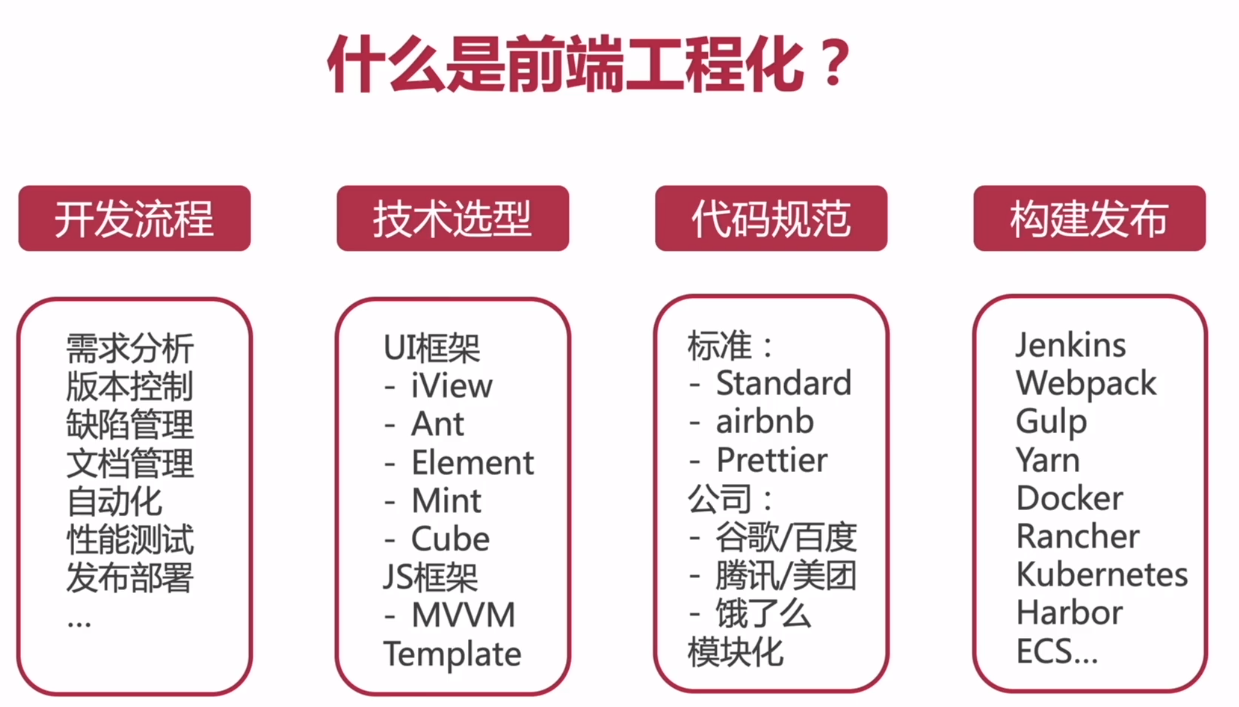 什么是前端工程化？
开发流程
需求分析
版本控制
缺陷管理
文档管理
自动化
性能测试
发布部署
...
技术选型
UI框架
- iView
- Ant
- Element
- Mint
- Cube
JS框架
- MVVM
Template
代码规范
标准：
- Standard
- airbnb
- Prettier
公司：
- 谷歌/百度
- 腾讯/美团
- 饿了么
模块化
构建发布
Jenkins
Webpack
Gulp
Yarn
Docker
Rancher
Kubernetes
Harbor
ECS...